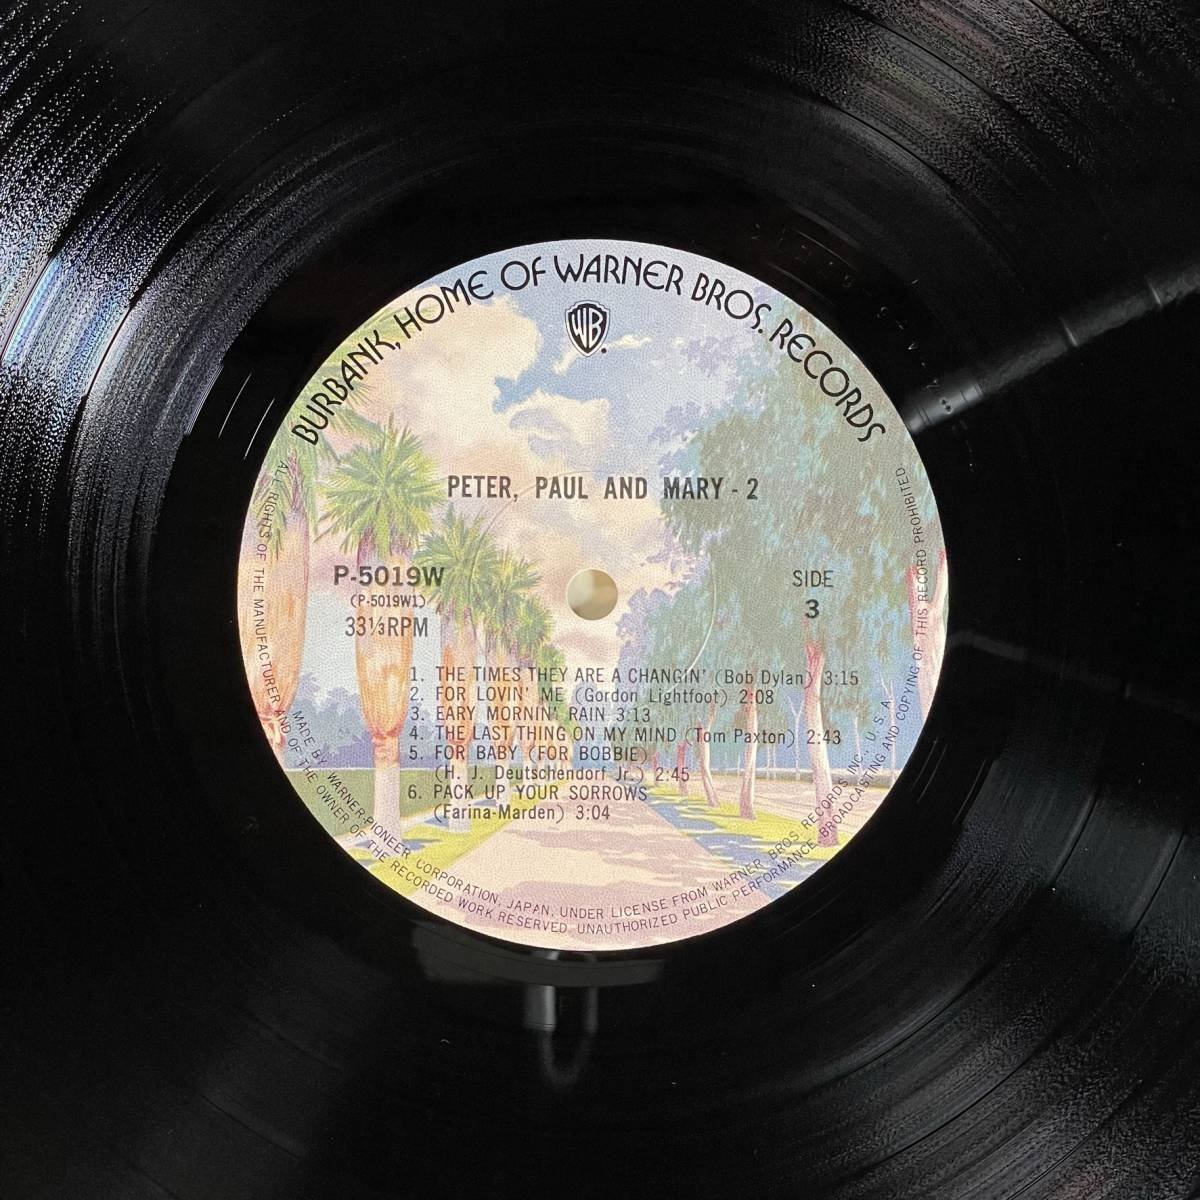 BURBANK, HOME OF WARNER BROS. RECORDS
WB
PETER, PAUL AND MARY - 2
P-5019W
(P-5019W1)
33⅓RPM
SIDE
3
1. THE TIMES THEY ARE A CHANGIN' (Bob Dylan) 3:15
2. FOR LOVIN' ME (Gordon Lightfoot) 2:08
3. EARY MORNIN' RAIN 3:13
4. THE LAST THING ON MY MIND (Tom Paxton) 2:43
5. FOR BABY (FOR BOBBIE)
(H. J. Deutschendorf Jr.) 2:45
6. PACK UP YOUR SORROWS
(Farina-Marden) 3:04
MADE BY WARNER-PIONEER CORPORATION, JAPAN, UNDER LICENSE FROM WARNER BROS. RECORDS INC., U.S.A.
ALL RIGHTS OF THE MANUFACTURER AND OF THE OWNER OF THE RECORDED WORK RESERVED. UNAUTHORIZED PUBLIC PERFORMANCE BROADCASTING AND COPYING OF THIS RECORD PROHIBITED